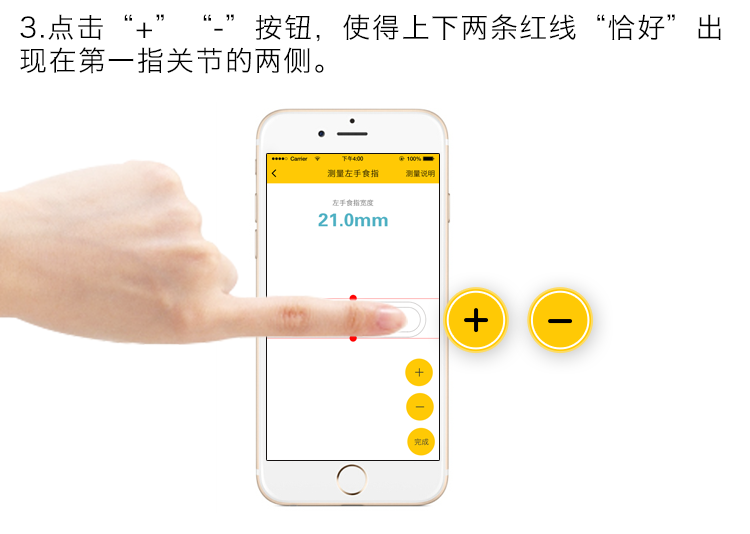 3.点击“+”“-”按钮，使得上下两条红线“恰好”出
现在第一指关节的两侧。
Carrier 下午4:00 100%
测量左手食指 测量说明
左手食指宽度
21.0mm
+ −
+
−
完成